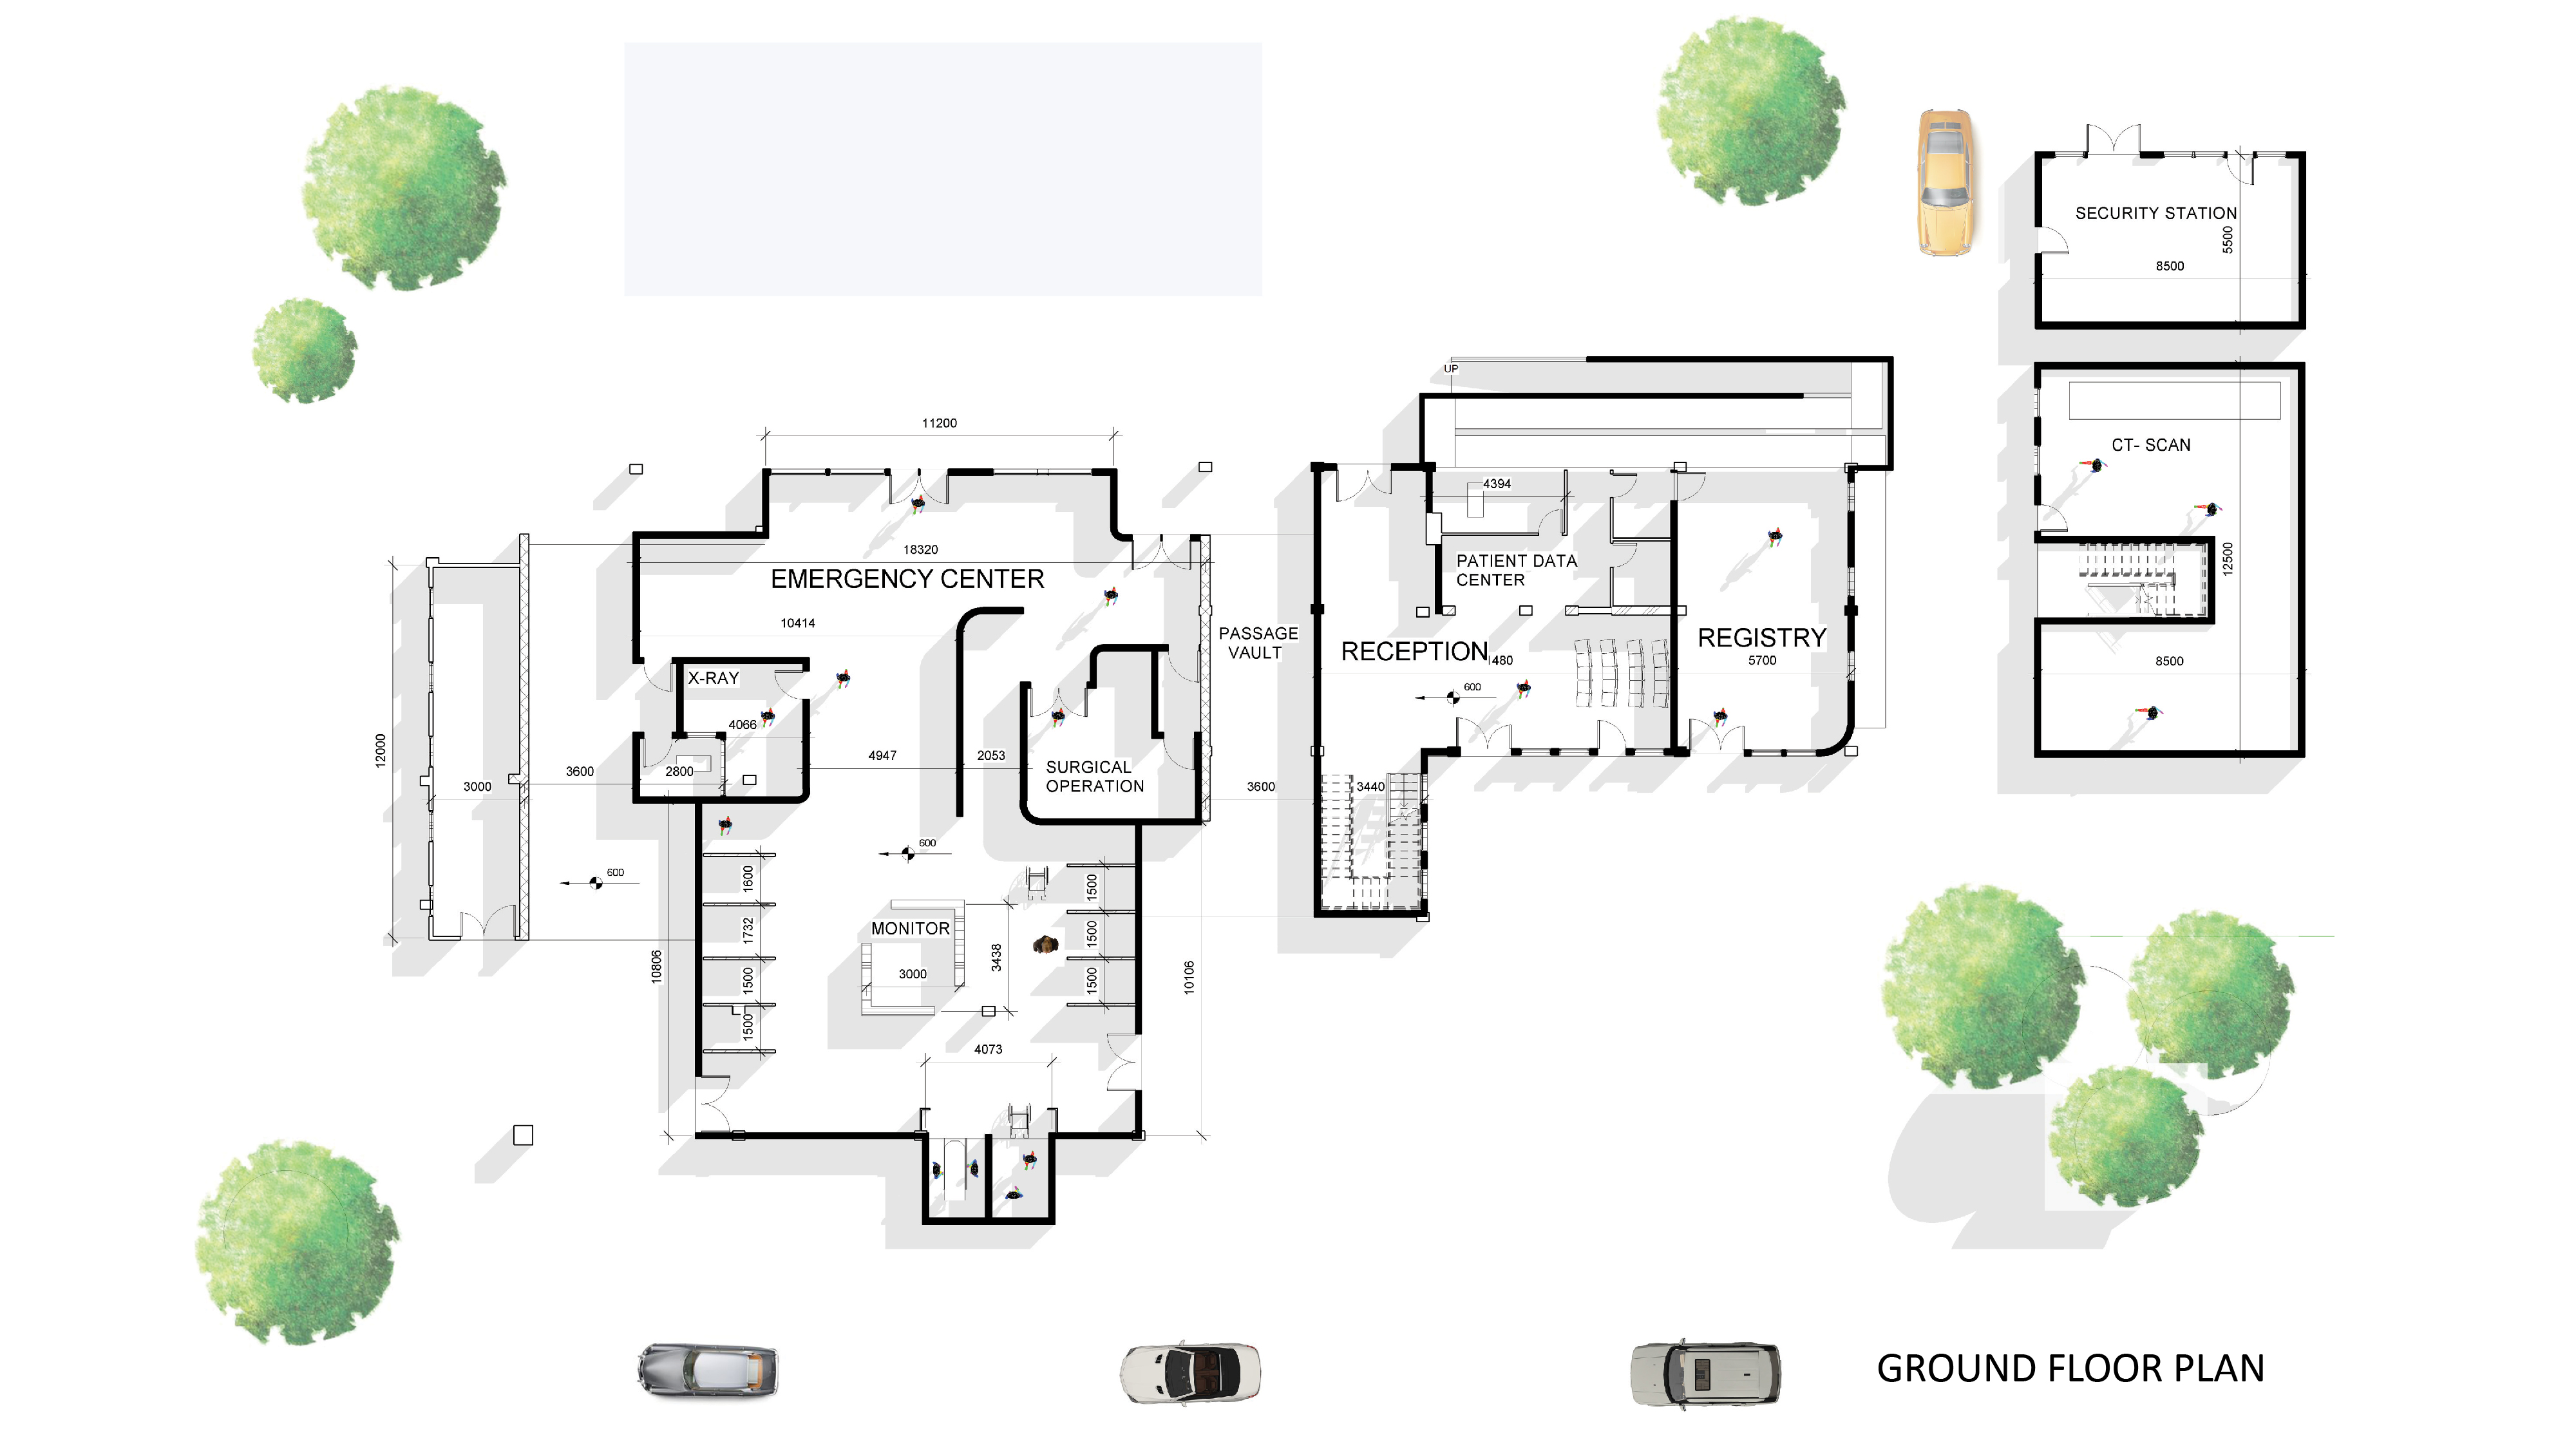 SECURITY STATION
5500
8500
UP
11200
CT- SCAN
4394
18320
EMERGENCY CENTER
PATIENT DATA
CENTER
12500
10414
PASSAGE
VAULT
RECEPTION
480
REGISTRY
5700
8500
X-RAY
600
4066
12000
3600
2800
4947
2053
SURGICAL
OPERATION
3000
3600
3440
600
600
1600
1500
MONITOR
1732
1500
3438
10806
3000
1500
1500
10106
1500
4073
GROUND FLOOR PLAN